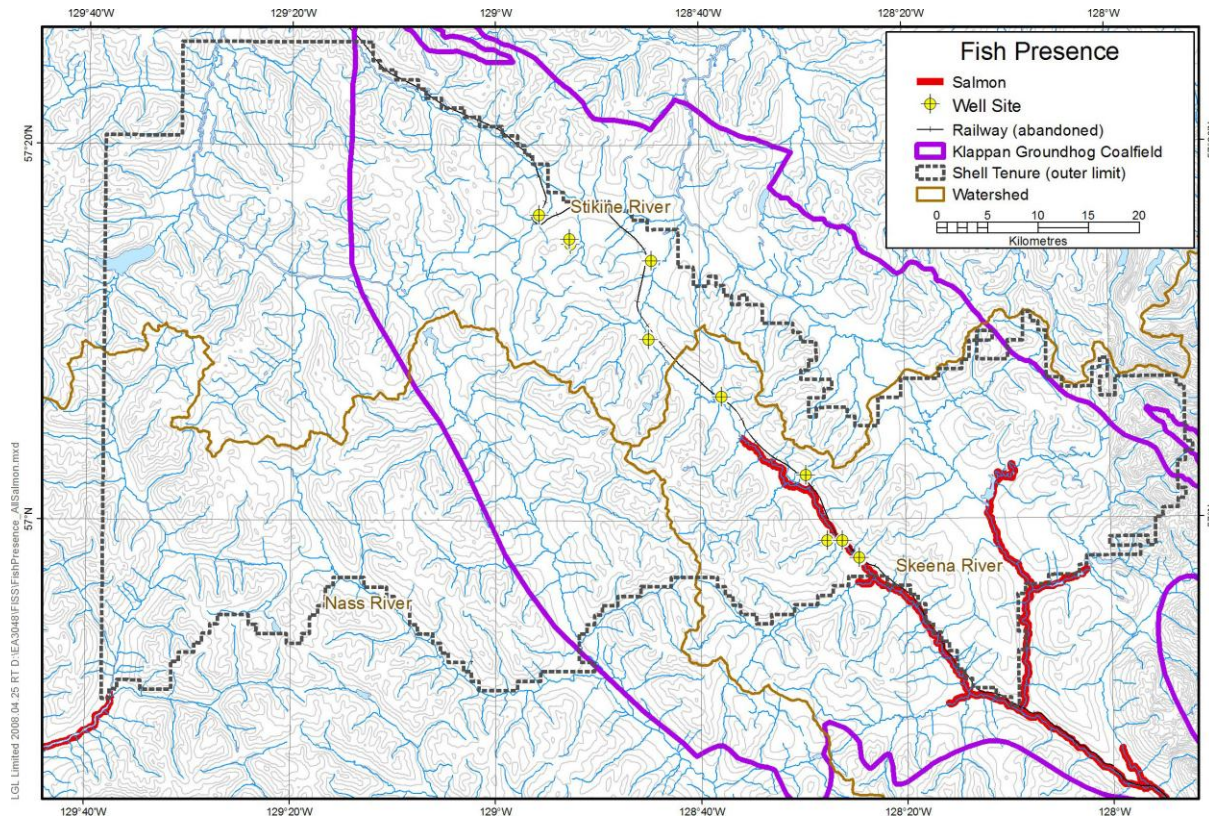 129°40'W
129°20'W
129°W
128°40'W
128°20'W
128°W
Fish Presence
Salmon
Well Site
Railway (abandoned)
Klappan Groundhog Coalfield
Shell Tenure (outer limit)
Watershed
0 5 10 15 20
Kilometres
57°20'N
Stikine River
57°N
Skeena River
Nass River
LGL Limited 2008.04.25 RT D:\EA3048\FISS\FishPresence_AllSalmon.mxd
129°40'W
129°20'W
129°W
128°40'W
128°20'W
128°W